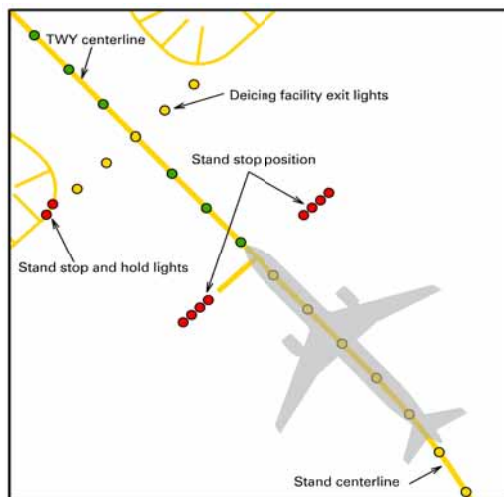 TWY centerline
Deicing facility exit lights
Stand stop position
Stand stop and hold lights
Stand centerline